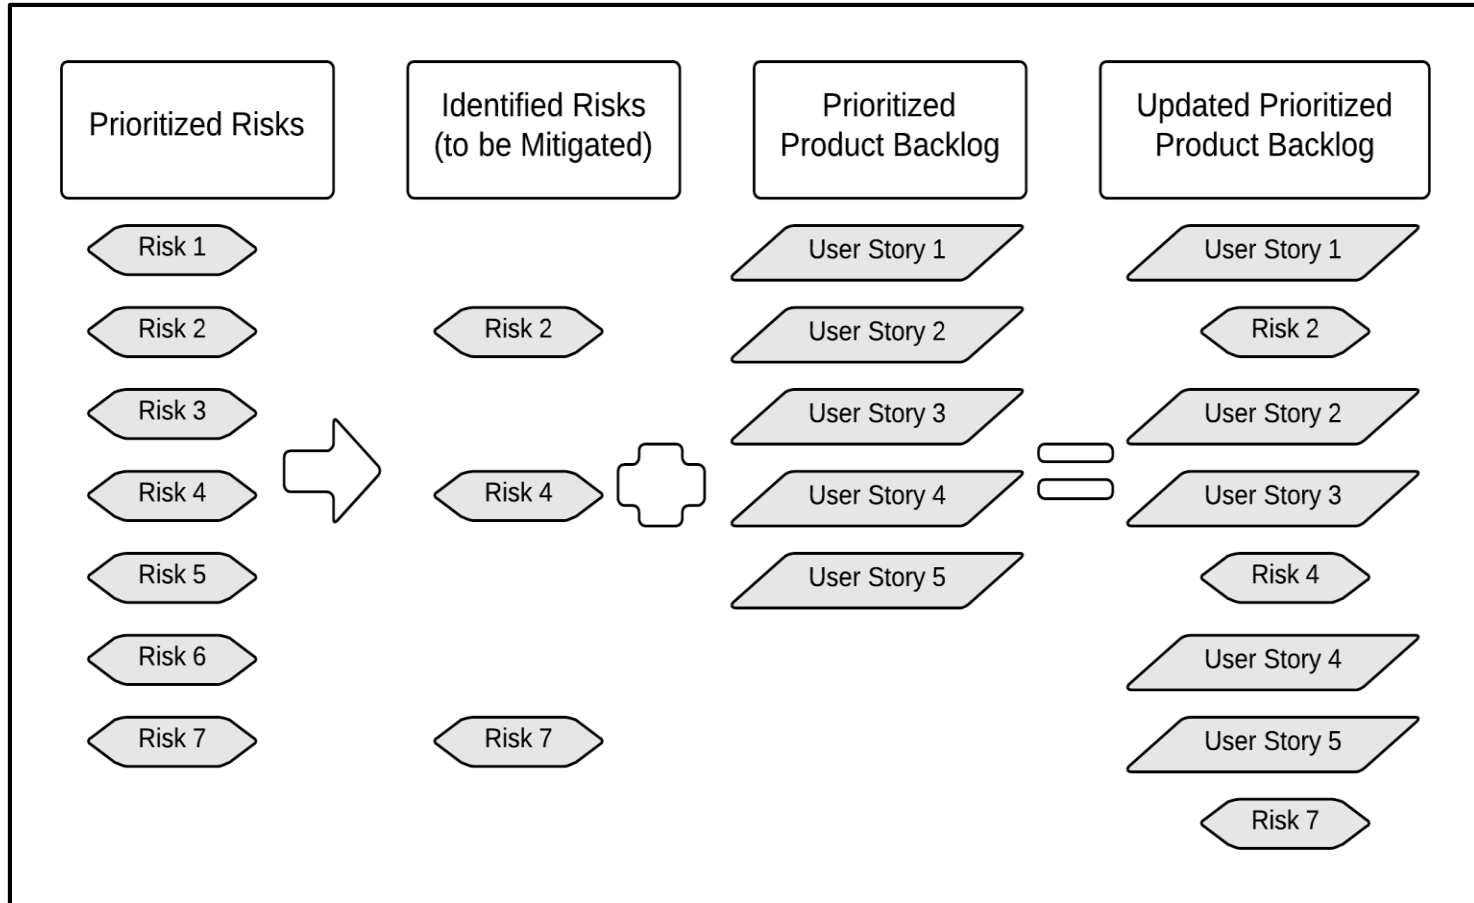 Prioritized Risks
Identified Risks
(to be Mitigated)
Prioritized
Product Backlog
Updated Prioritized
Product Backlog
Risk 1
Risk 2
Risk 3
Risk 4
Risk 5
Risk 6
Risk 7
Risk 2
Risk 4
Risk 7
User Story 1
User Story 2
User Story 3
User Story 4
User Story 5
User Story 1
Risk 2
User Story 2
User Story 3
Risk 4
User Story 4
User Story 5
Risk 7